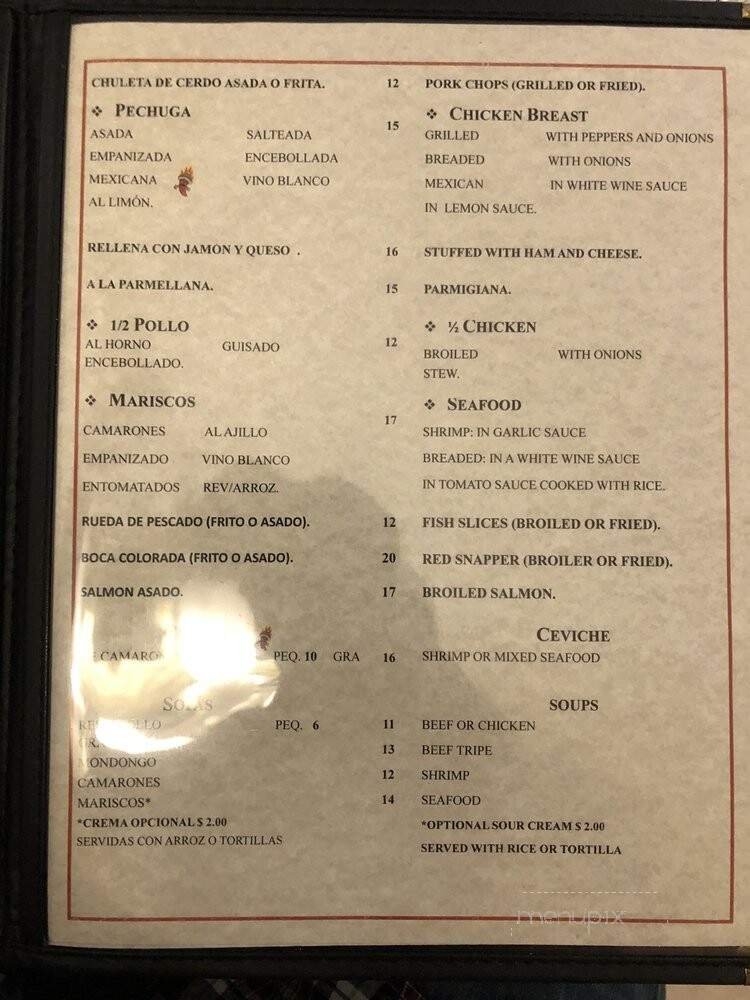 CHULETA DE CERDO ASADA O FRITA. 12 PORK CHOPS (GRILLED OR FRIED).
❖ PECHUGA 15 ❖ CHICKEN BREAST
ASADA SALTEADA GRILLED WITH PEPPERS AND ONIONS
EMPANIZADA ENCEBOLLADA BREADED WITH ONIONS
MEXICANA VINO BLANCO MEXICAN IN WHITE WINE SAUCE
AL LIMÓN. IN LEMON SAUCE.
RELLENA CON JAMON Y QUESO . 16 STUFFED WITH HAM AND CHEESE.
A LA PARMELLANA. 15 PARMIGIANA.
❖ 1/2 POLLO 12 ❖ ½ CHICKEN
AL HORNO GUISADO BROILED WITH ONIONS
ENCEBOLLADO. STEW.
❖ MARISCOS 17 ❖ SEAFOOD
CAMARONES AL AJILLO SHRIMP: IN GARLIC SAUCE
EMPANIZADO VINO BLANCO BREADED: IN A WHITE WINE SAUCE
ENTOMATADOS REV/ARROZ. IN TOMATO SAUCE COOKED WITH RICE.
RUEDA DE PESCADO (FRITO O ASADO). 12 FISH SLICES (BROILED OR FRIED).
BOCA COLORADA (FRITO O ASADO). 20 RED SNAPPER (BROILER OR FRIED).
SALMON ASADO. 17 BROILED SALMON.
CEVICHE
PEQ. 10 GRA 16 SHRIMP OR MIXED SEAFOOD
SOUPS
PEQ. 6 11 BEEF OR CHICKEN
MONDONGO 13 BEEF TRIPE
CAMARONES 12 SHRIMP
MARISCOS* 14 SEAFOOD
*CREMA OPCIONAL $ 2.00 *OPTIONAL SOUR CREAM $ 2.00
SERVIDAS CON ARROZ O TORTILLAS SERVED WITH RICE OR TORTILLA
menupix